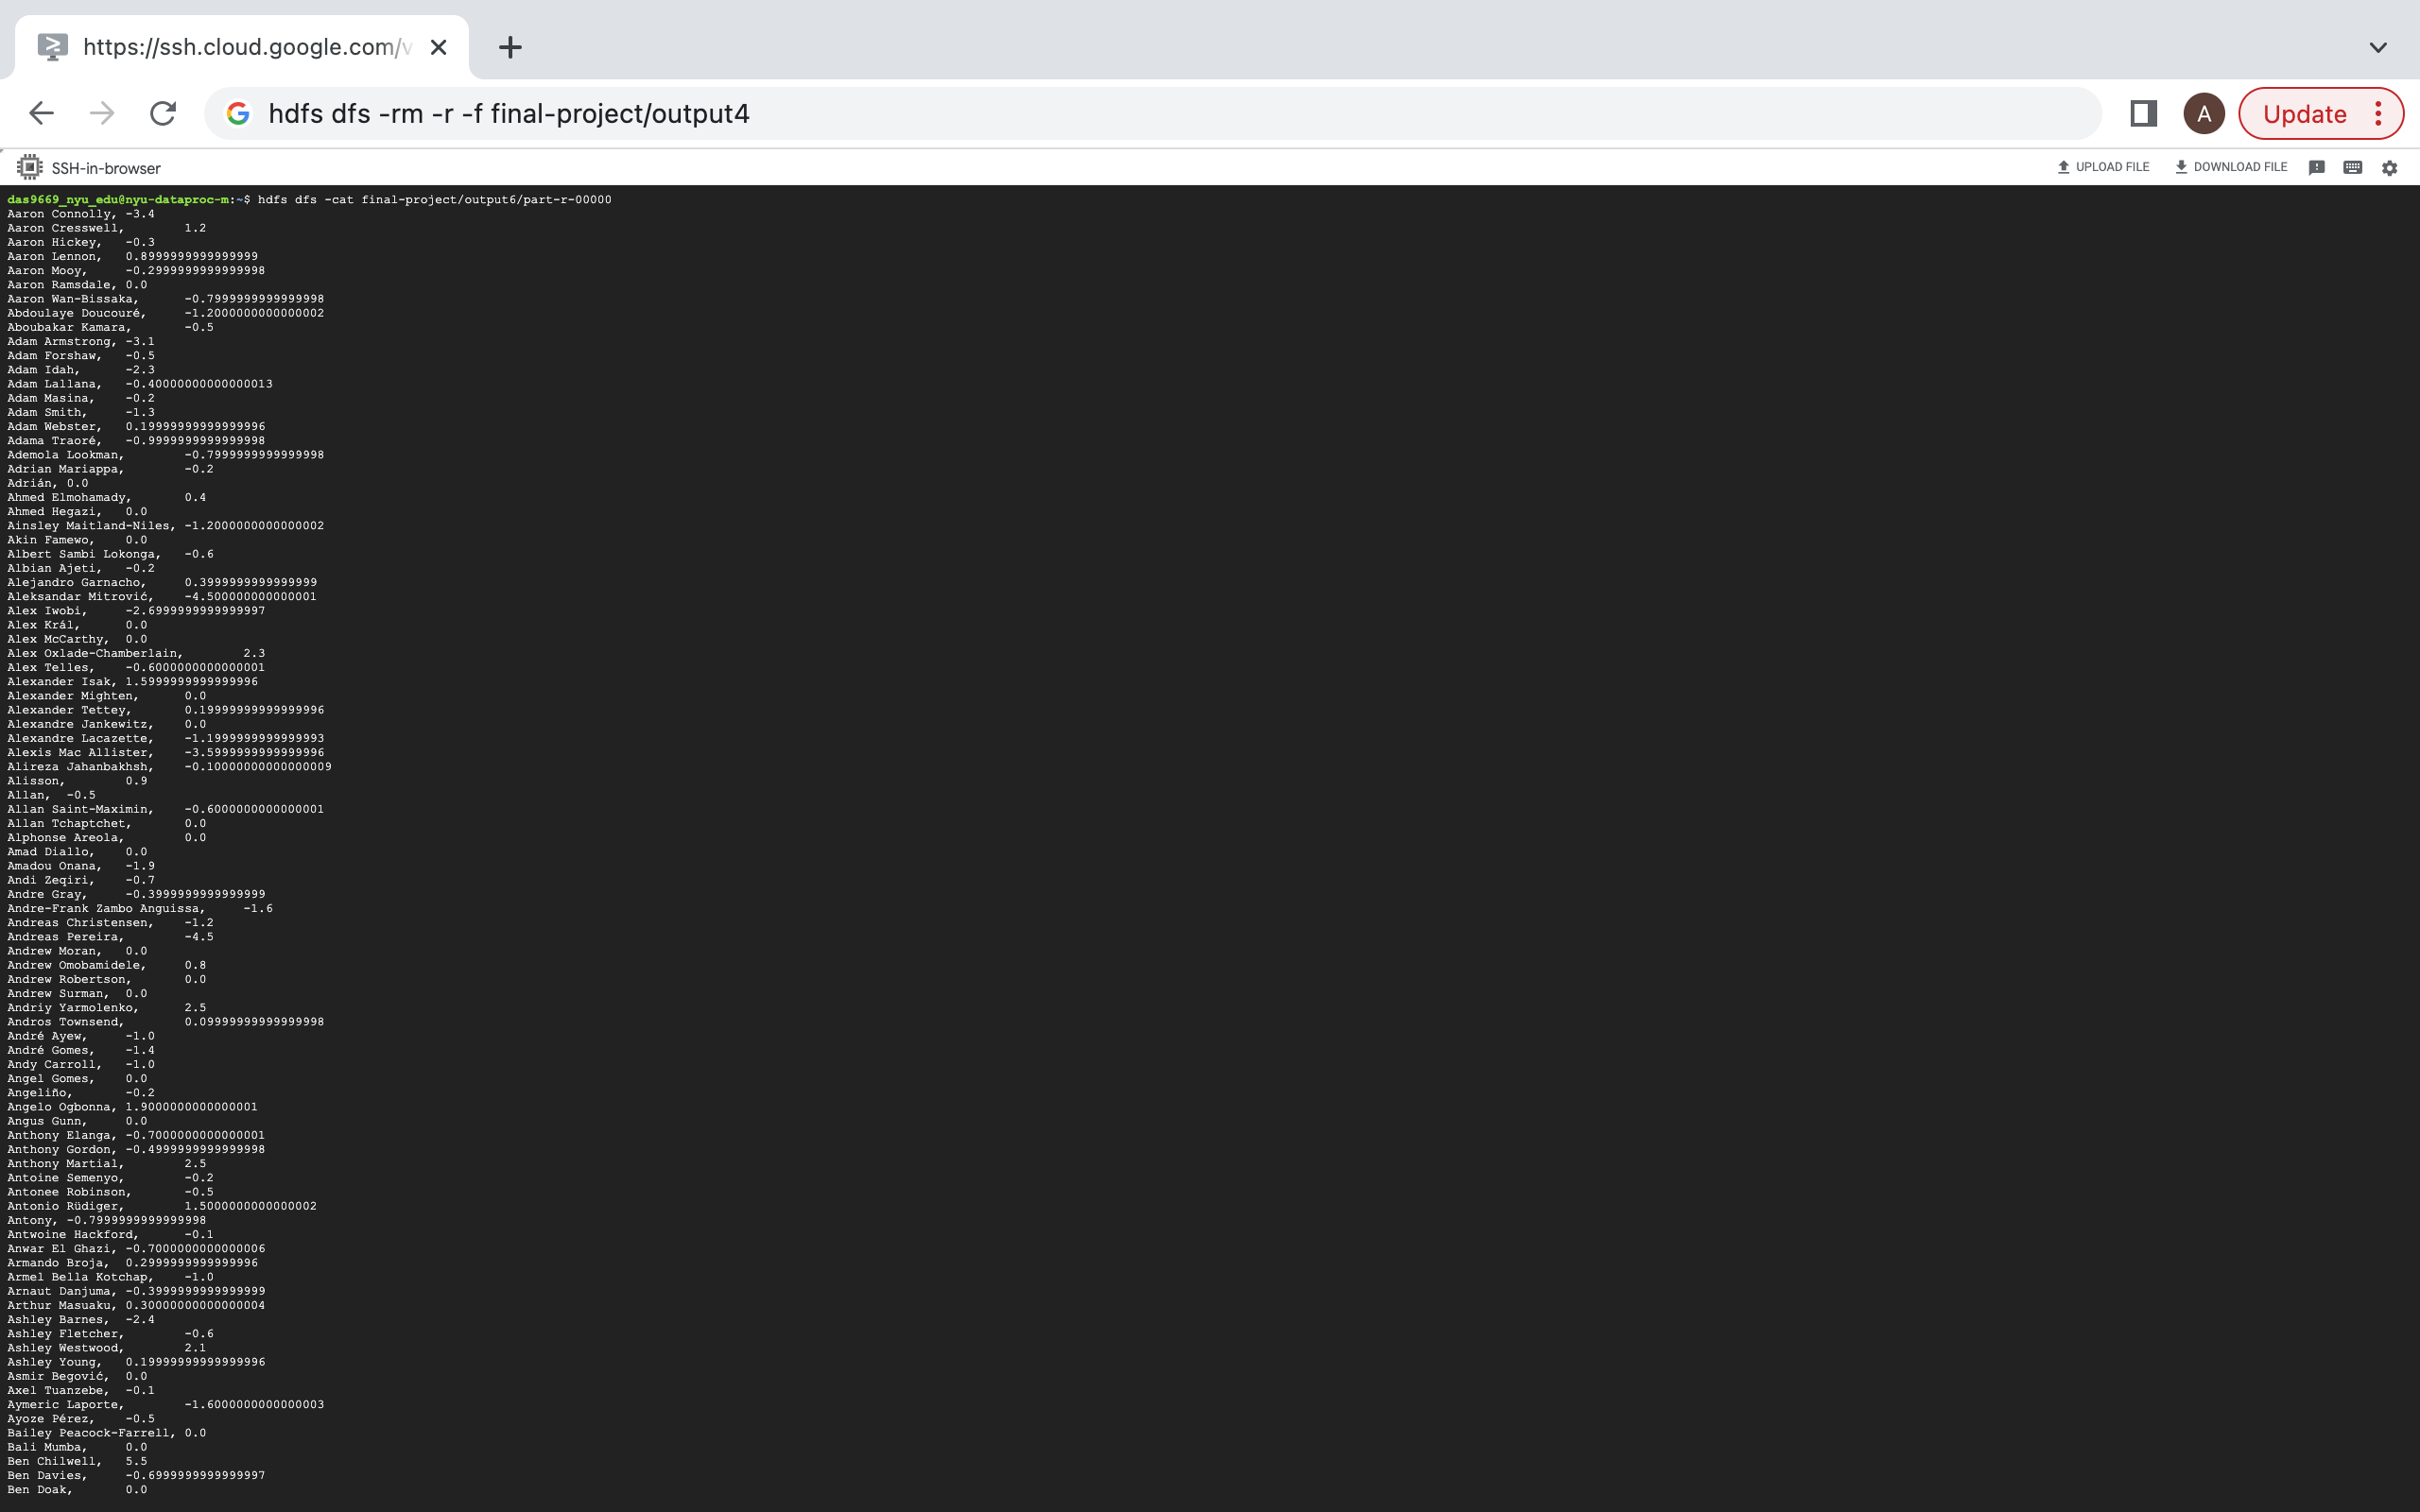 https://ssh.cloud.google.com/v
hdfs dfs -rm -r -f final-project/output4
A
Update
SSH-in-browser
UPLOAD FILE
DOWNLOAD FILE
das9669_nyu_edu@nyu-dataproc-m:~$ hdfs dfs -cat final-project/output6/part-r-00000
Aaron Connolly, -3.4
Aaron Cresswell, 1.2
Aaron Hickey, -0.3
Aaron Lennon, 0.8999999999999999
Aaron Mooy, -0.2999999999999998
Aaron Ramsdale, 0.0
Aaron Wan-Bissaka, -0.7999999999999998
Abdoulaye Doucouré, -1.2000000000000002
Aboubakar Kamara, -0.5
Adam Armstrong, -3.1
Adam Forshaw, -0.5
Adam Idah, -2.3
Adam Lallana, -0.40000000000000013
Adam Masina, -0.2
Adam Smith, -1.3
Adam Webster, 0.19999999999999996
Adama Traoré, -0.9999999999999998
Ademola Lookman, -0.7999999999999998
Adrian Mariappa, -0.2
Adrián, 0.0
Ahmed Elmohamady, 0.4
Ahmed Hegazi, 0.0
Ainsley Maitland-Niles, -1.2000000000000002
Akin Famewo, 0.0
Albert Sambi Lokonga, -0.6
Albian Ajeti, -0.2
Alejandro Garnacho, 0.3999999999999999
Aleksandar Mitrović, -4.500000000000001
Alex Iwobi, -2.6999999999999997
Alex Král, 0.0
Alex McCarthy, 0.0
Alex Oxlade-Chamberlain, 2.3
Alex Telles, -0.6000000000000001
Alexander Isak, 1.5999999999999996
Alexander Mighten, 0.0
Alexander Tettey, 0.19999999999999996
Alexandre Jankewitz, 0.0
Alexandre Lacazette, -1.1999999999999993
Alexis Mac Allister, -3.5999999999999996
Alireza Jahanbakhsh, -0.10000000000000009
Alisson, 0.9
Allan, -0.5
Allan Saint-Maximin, -0.6000000000000001
Allan Tchaptchet, 0.0
Alphonse Areola, 0.0
Amad Diallo, 0.0
Amadou Onana, -1.9
Andi Zeqiri, -0.7
Andre Gray, -0.3999999999999999
Andre-Frank Zambo Anguissa, -1.6
Andreas Christensen, -1.2
Andreas Pereira, -4.5
Andrew Moran, 0.0
Andrew Omobamidele, 0.8
Andrew Robertson, 0.0
Andrew Surman, 0.0
Andriy Yarmolenko, 2.5
Andros Townsend, 0.09999999999999998
André Ayew, -1.0
André Gomes, -1.4
Andy Carroll, -1.0
Angel Gomes, 0.0
Angeliño, -0.2
Angelo Ogbonna, 1.9000000000000001
Angus Gunn, 0.0
Anthony Elanga, -0.7000000000000001
Anthony Gordon, -0.4999999999999998
Anthony Martial, 2.5
Antoine Semenyo, -0.2
Antonee Robinson, -0.5
Antonio Rüdiger, 1.5000000000000002
Antony, -0.7999999999999998
Antwoine Hackford, -0.1
Anwar El Ghazi, -0.7000000000000006
Armando Broja, 0.2999999999999996
Armel Bella Kotchap, -1.0
Arnaut Danjuma, -0.3999999999999999
Arthur Masuaku, 0.30000000000000004
Ashley Barnes, -2.4
Ashley Fletcher, -0.6
Ashley Westwood, 2.1
Ashley Young, 0.19999999999999996
Asmir Begović, 0.0
Axel Tuanzebe, -0.1
Aymeric Laporte, -1.6000000000000003
Ayoze Pérez, -0.5
Bailey Peacock-Farrell, 0.0
Bali Mumba, 0.0
Ben Chilwell, 5.5
Ben Davies, -0.6999999999999997
Ben Doak, 0.0